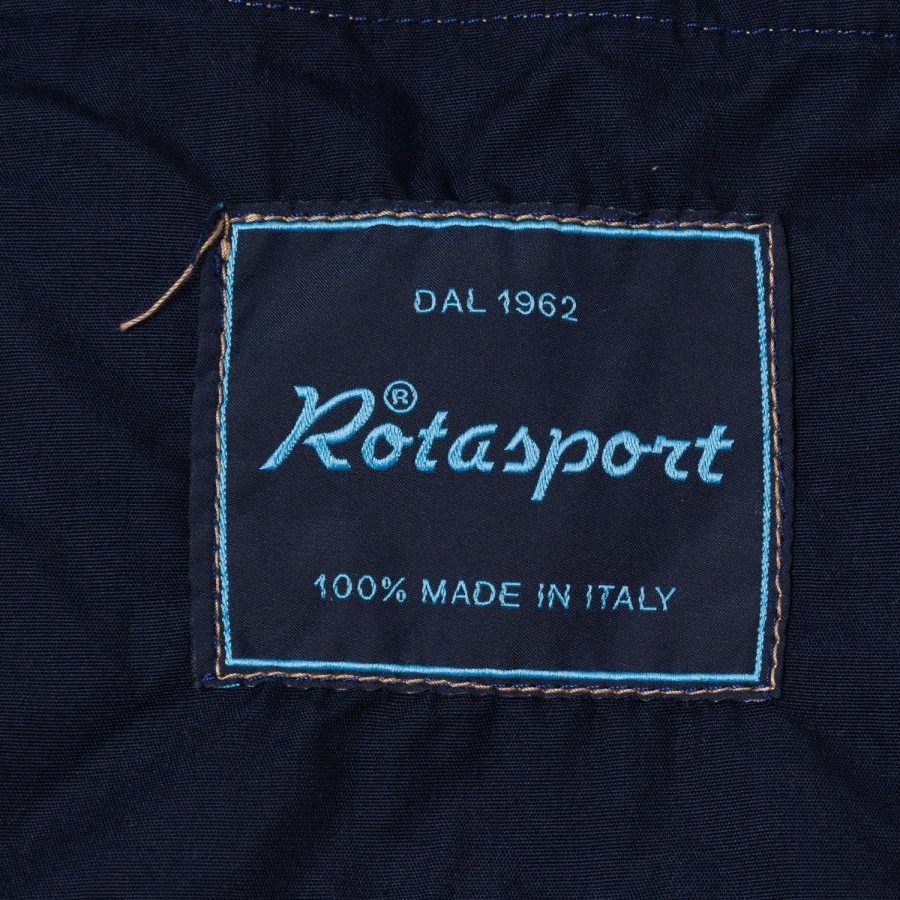 DAL 1962
Rotasport®
100% MADE IN ITALY